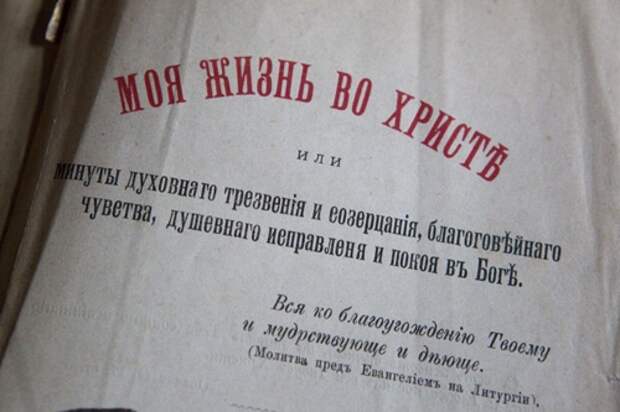 МОЯ ЖИЗНЬ ВО ХРИСТѢ
или
минуты духовнаго трезвенія и созерцанія, благоговѣйнаго
чувства, душевнаго исправленя и покоя въ Богѣ.
Вся ко благоугожденію Твоему
и мудрствующе и дѣюще.
(Молитва предъ Евангеліемъ на Литургіи).